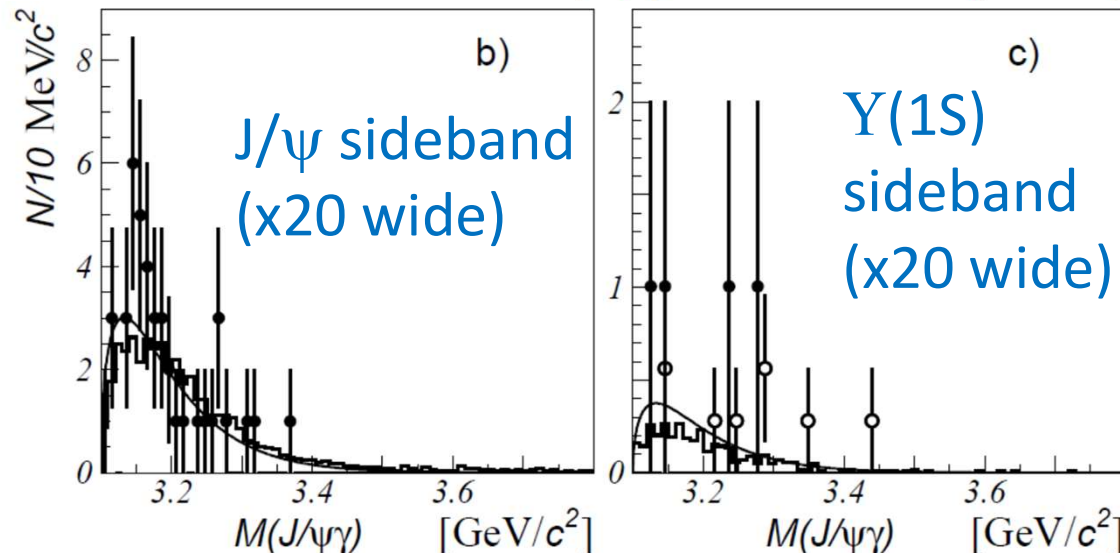 N/10 MeV/c²
8
6
4
2
0
b)
J/ψ sideband
(x20 wide)
3.2
3.4
3.6
M(J/ψγ) [GeV/c²]
2
1
0
c)
ϒ(1S)
sideband
(x20 wide)
3.2
3.4
3.6
M(J/ψγ) [GeV/c²]